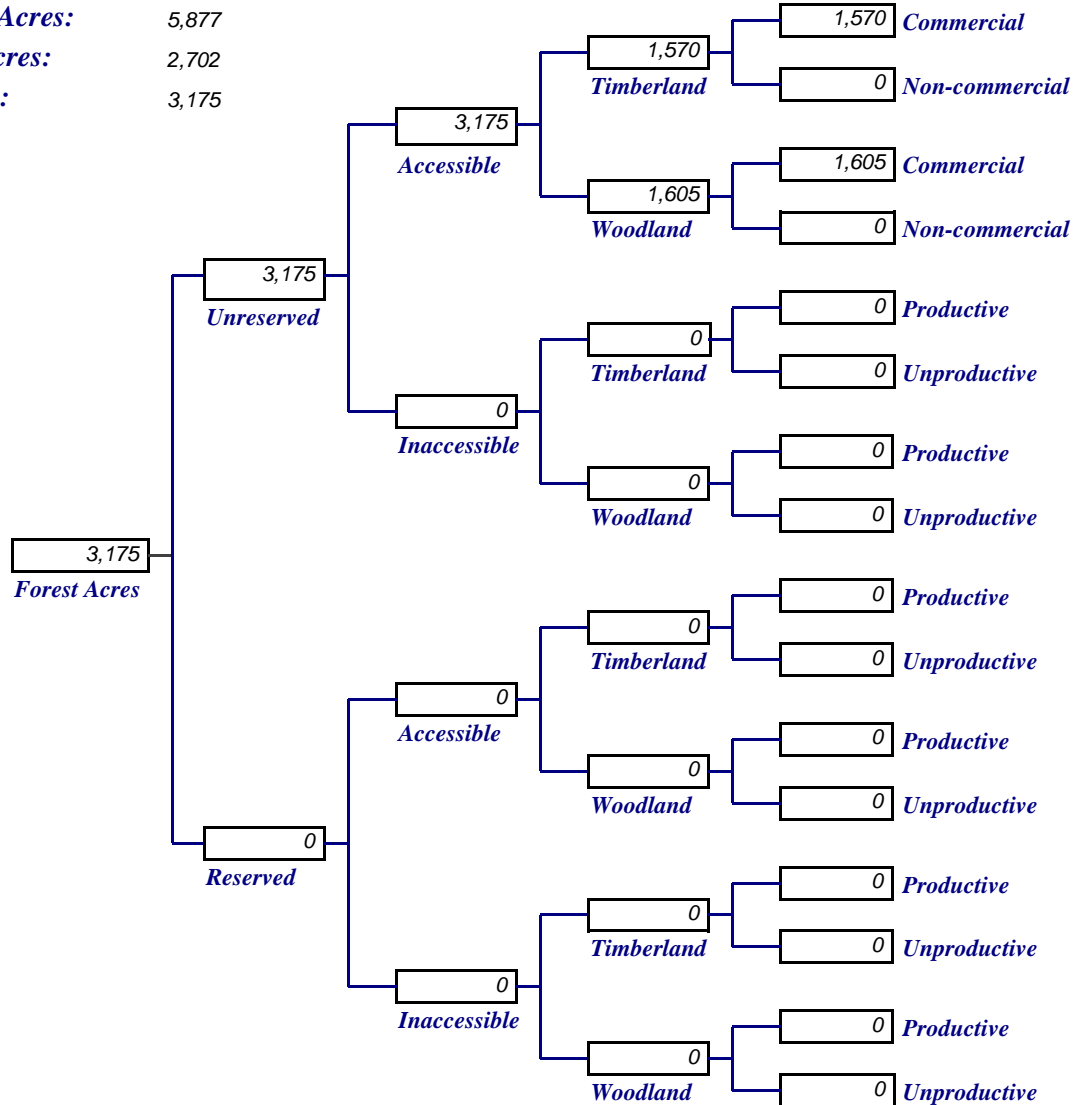 Acres: 5,877
2,702
3,175
1,570 Commercial
1,570
Timberland
0 Non-commercial
3,175
Accessible
1,605 Commercial
1,605
Woodland
0 Non-commercial
3,175
Unreserved
0 Productive
0
Timberland
0 Unproductive
0
Inaccessible
0 Productive
0
Woodland
0 Unproductive
3,175
Forest Acres
0 Productive
0
Timberland
0 Unproductive
0
Accessible
0 Productive
0
Woodland
0 Unproductive
0
Reserved
0 Productive
0
Timberland
0 Unproductive
0
Inaccessible
0 Productive
0
Woodland
0 Unproductive